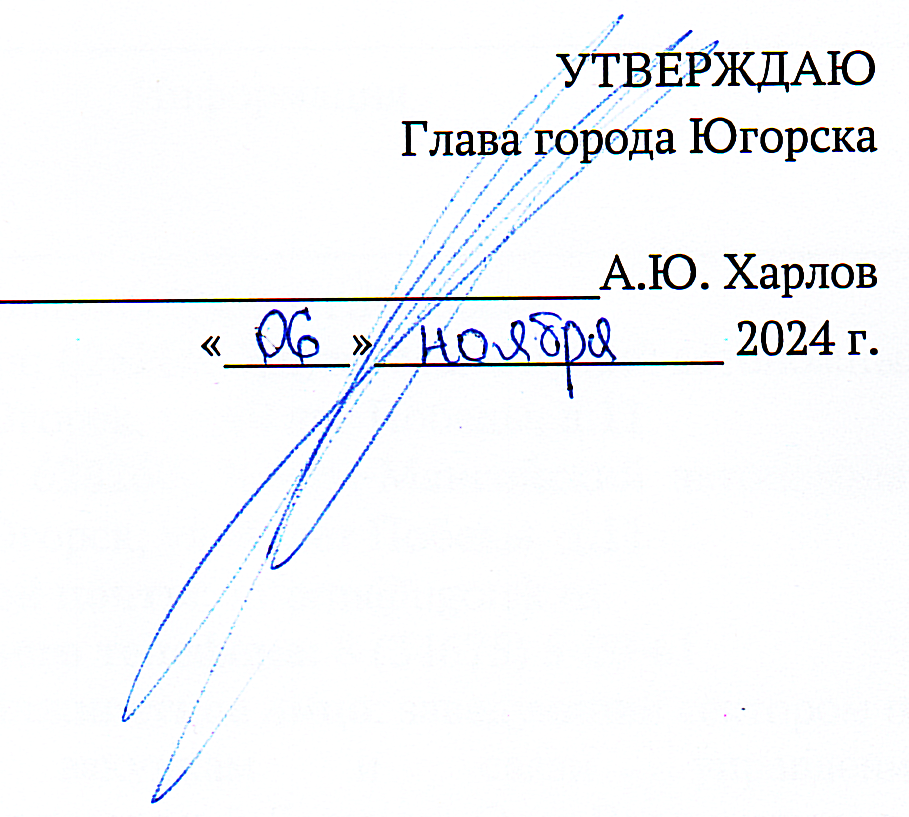 УТВЕРЖДАЮ
Глава города Югорска
А.Ю. Харлов
« 06 » ноября 2024 г.